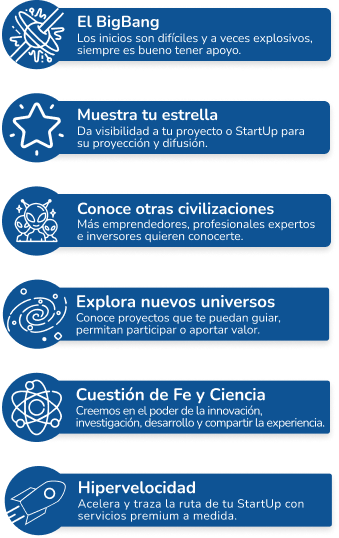 El BigBang
Los inicios son difíciles y a veces explosivos,
siempre es bueno tener apoyo.
Muestra tu estrella
Da visibilidad a tu proyecto o StartUp para
su proyección y difusión.
Conoce otras civilizaciones
Más emprendedores, profesionales expertos
e inversores quieren conocerte.
Explora nuevos universos
Conoce proyectos que te puedan guiar,
permitan participar o aportar valor.
Cuestión de Fe y Ciencia
Creemos en el poder de la innovación,
investigación, desarrollo y compartir la experiencia.
Hipervelocidad
Acelera y traza la ruta de tu StartUp con
servicios premium a medida.